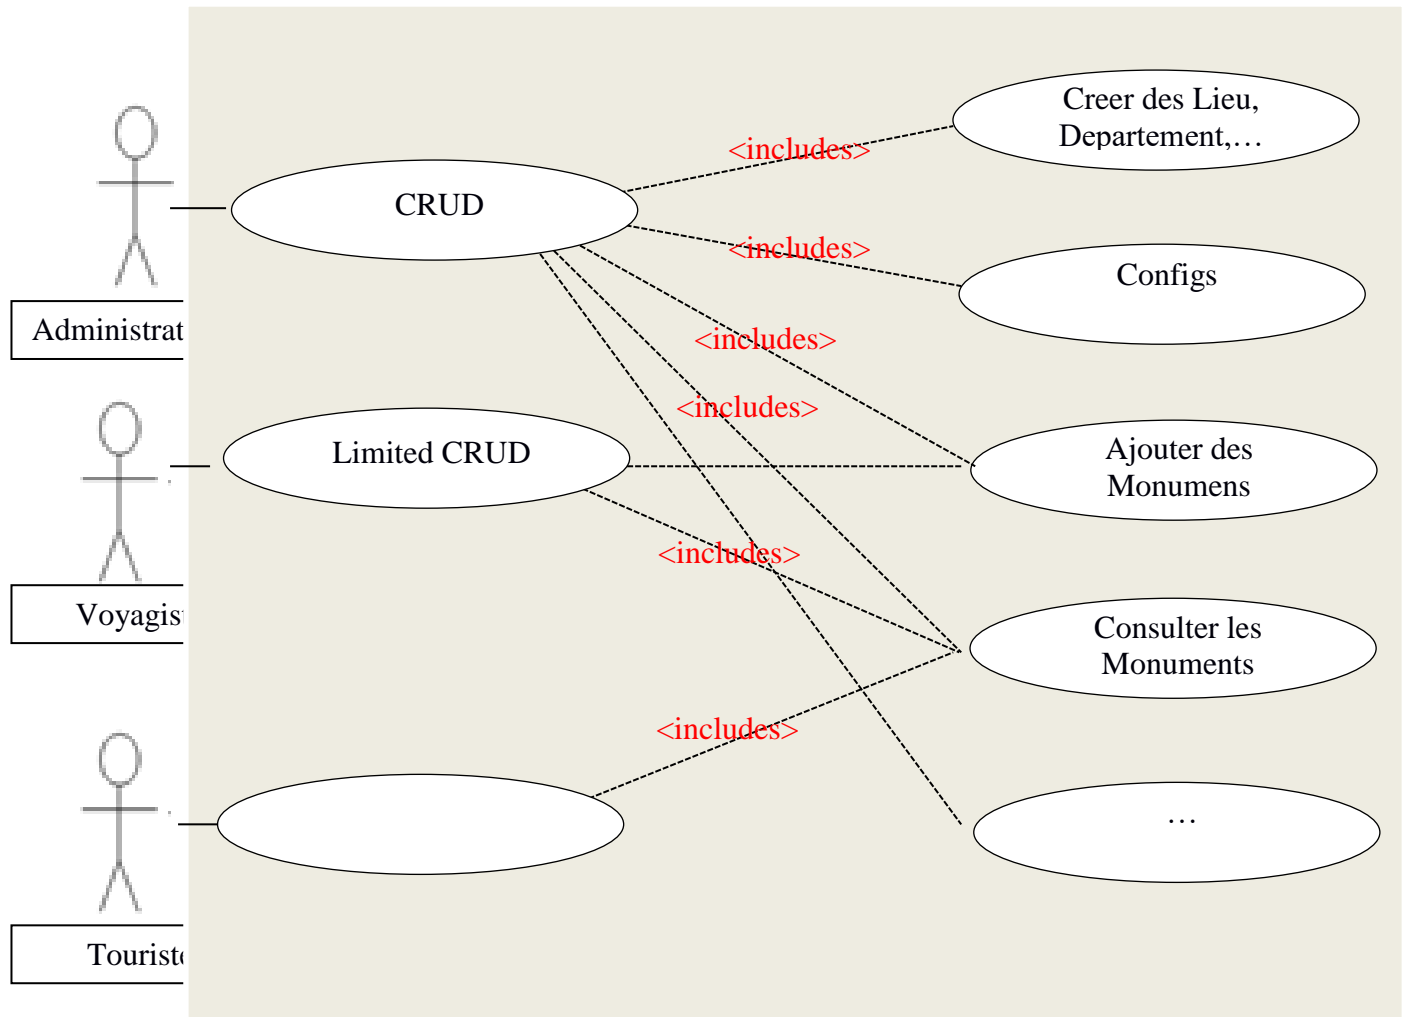 Creer des Lieu,
Departement,…
<includes>
CRUD
<includes>
Configs
Administrat
<includes>
<includes>
Limited CRUD
Ajouter des
Monumens
<includes>
Voyagis
Consulter les
Monuments
<includes>
…
Touriste